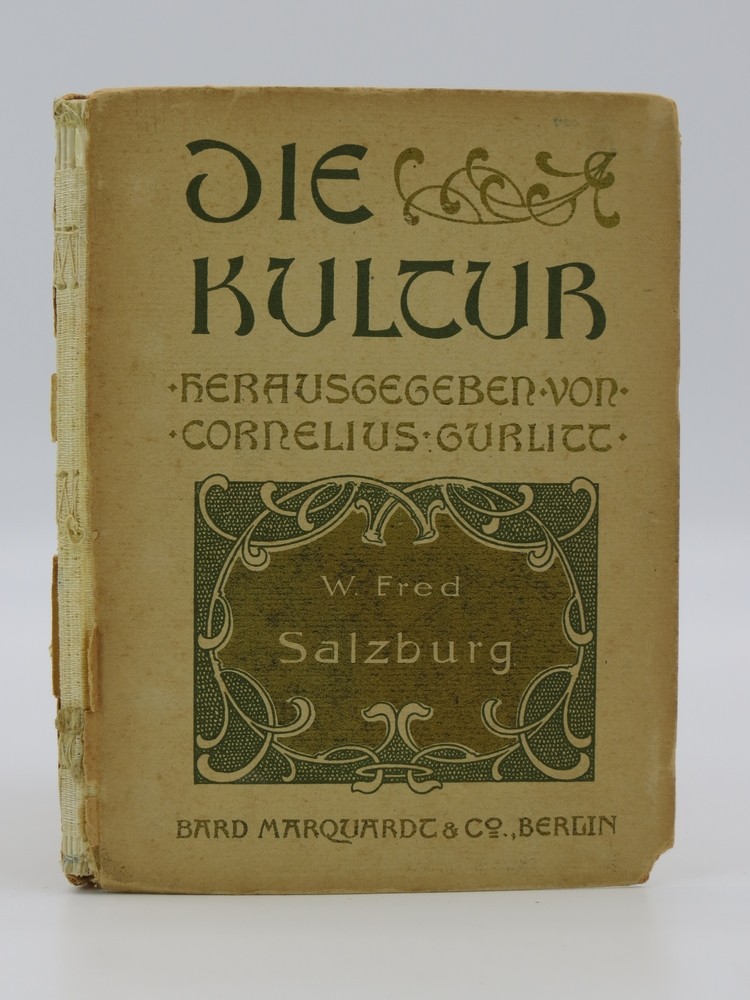 DIE
KULTUR
·HERAUSGEGEBEN·VON·
·CORNELIUS·GURLITT·
W. Fred
Salzburg
BARD MARQUARDT & Co., BERLIN